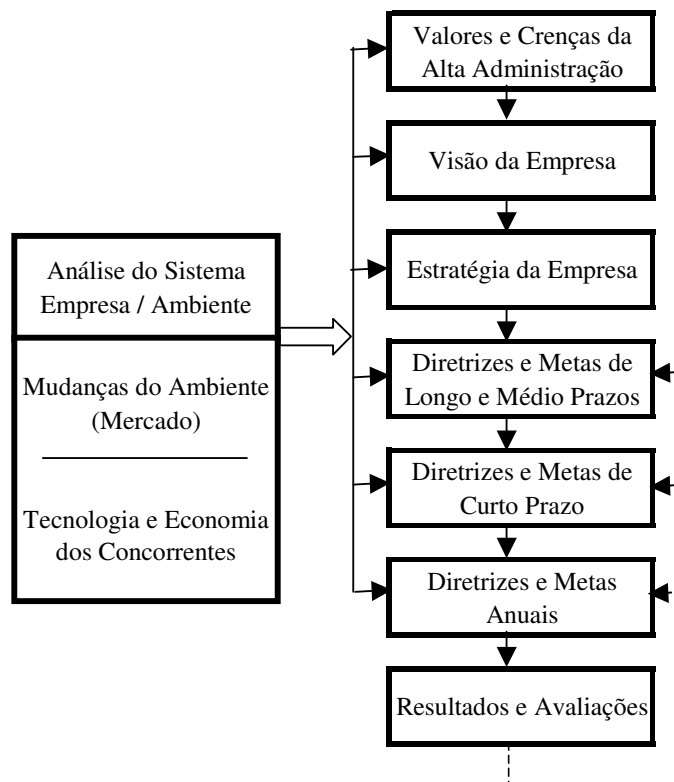 Valores e Crenças da
Alta Administração
Visão da Empresa
Estratégia da Empresa
Análise do Sistema
Empresa / Ambiente
Mudanças do Ambiente
(Mercado)
Tecnologia e Economia
dos Concorrentes
Diretrizes e Metas de
Longo e Médio Prazos
Diretrizes e Metas de
Curto Prazo
Diretrizes e Metas
Anuais
Resultados e Avaliações